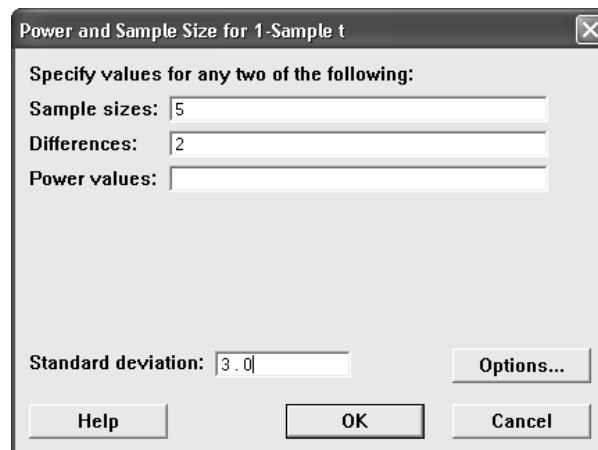 Power and Sample Size for 1-Sample t
Specify values for any two of the following:
Sample sizes: 5
Differences: 2
Power values:
Standard deviation: 3.0
Options...
Help
OK
Cancel